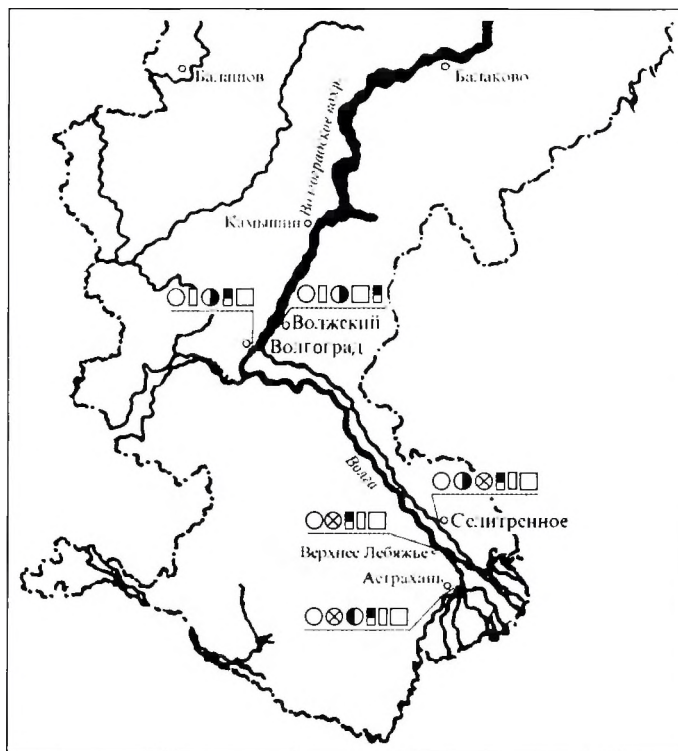 Балашов
Балаково
Волгоградское вдхр.
Камышин
Волжский
Волгоград
Волга
Селитренное
Верхнее Лебяжье
Астрахань